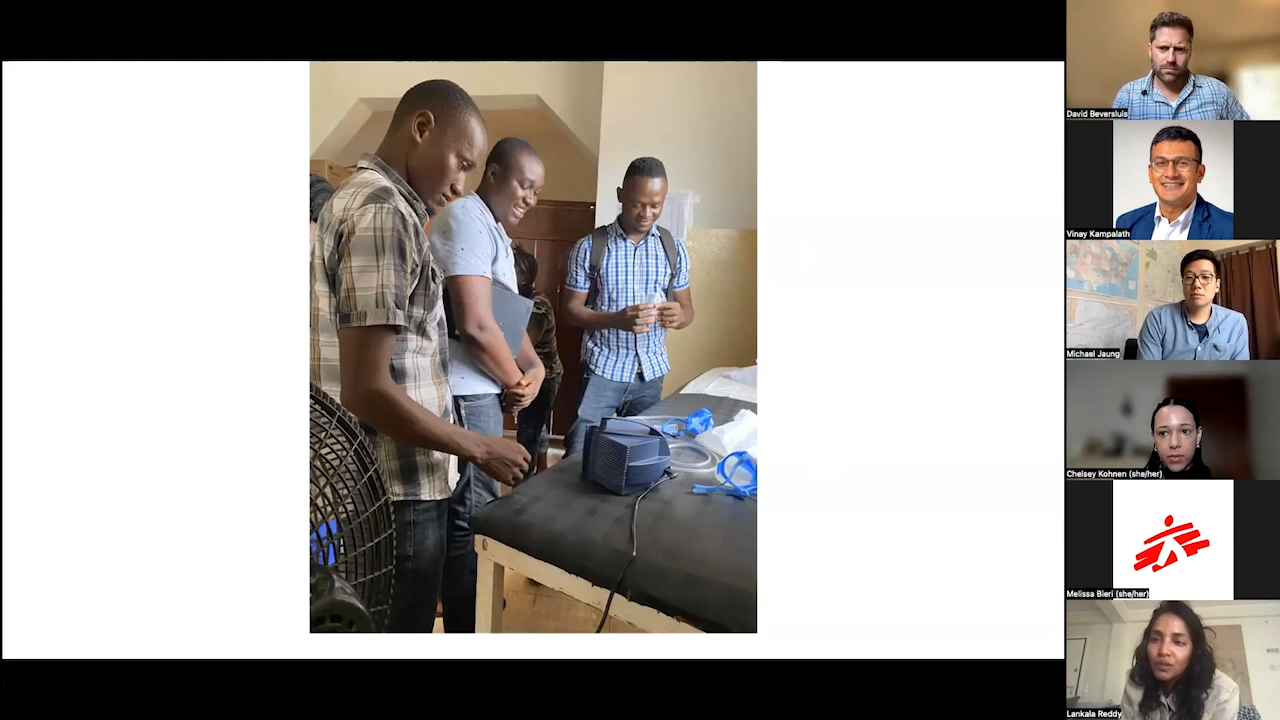 David Beversluis
Vinay Kampalath
Michael Jaung
Chelsey Kohnen (she/her)
Melissa Bieri (she/her)
Lankala Reddy